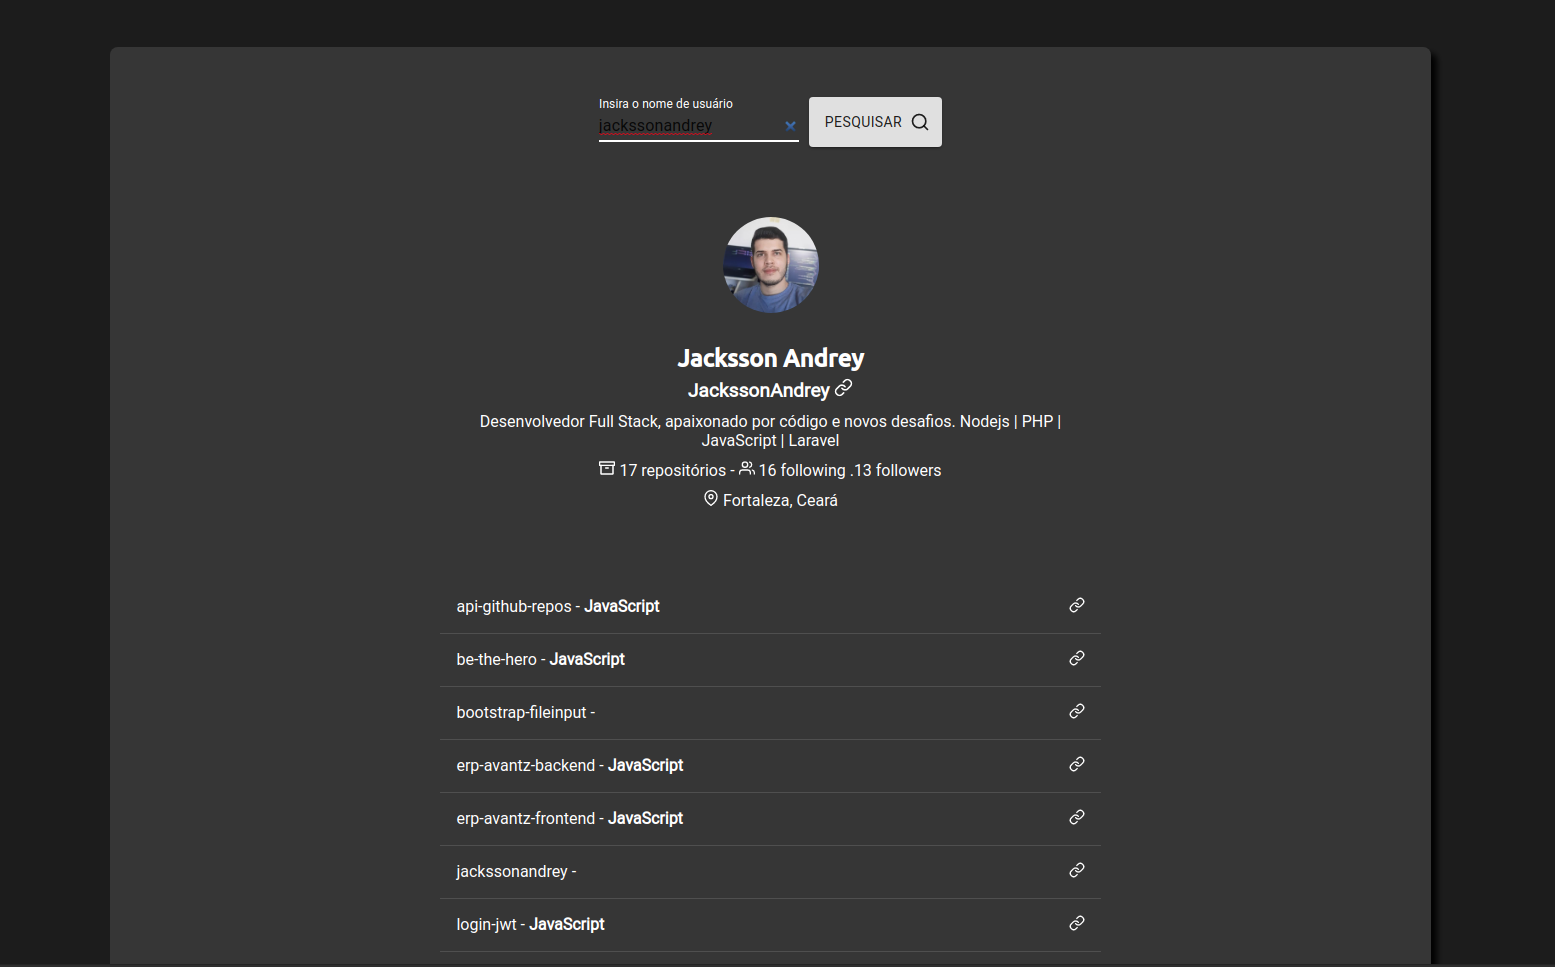 Insira o nome de usuário
jackssonandrey
PESQUISAR
Jacksson Andrey
JackssonAndrey
Desenvolvedor Full Stack, apaixonado por código e novos desafios. Nodejs | PHP |
JavaScript | Laravel
17 repositórios - 16 following .13 followers
Fortaleza, Ceará
api-github-repos - JavaScript
be-the-hero - JavaScript
bootstrap-fileinput -
erp-avantz-backend - JavaScript
erp-avantz-frontend - JavaScript
jackssonandrey -
login-jwt - JavaScript